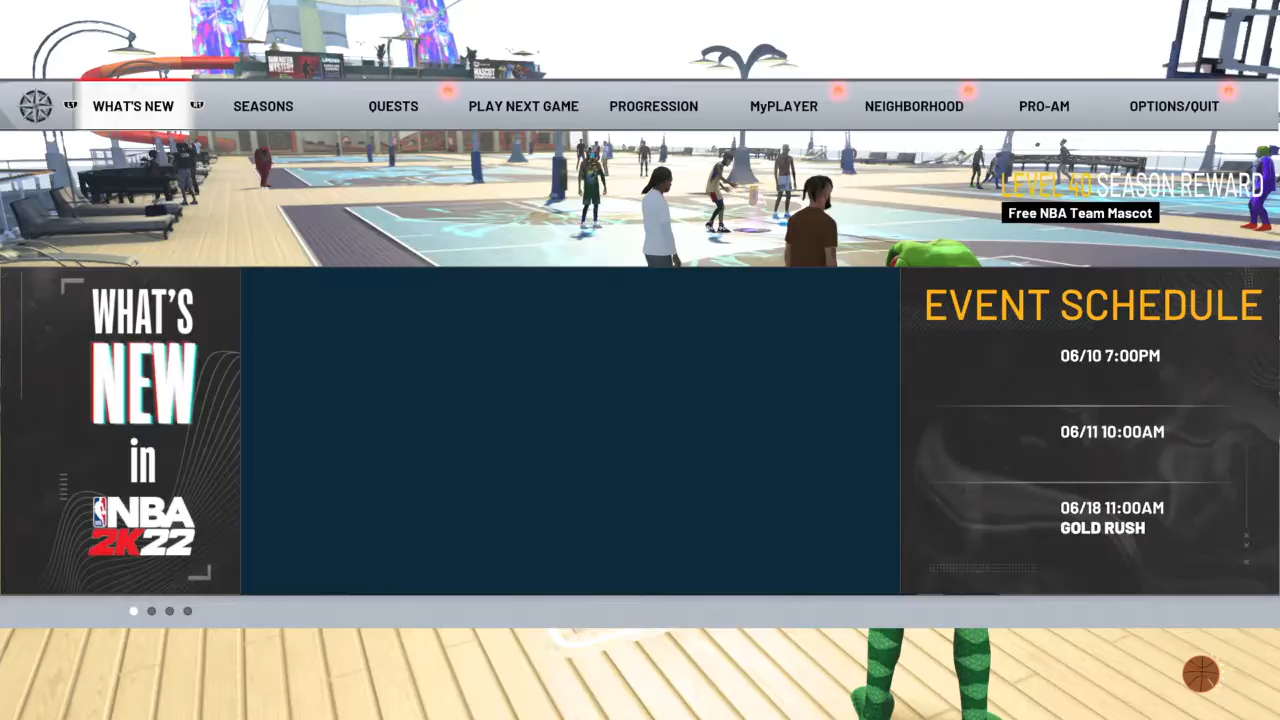 WHAT'S NEW
SEASONS
QUESTS
PLAY NEXT GAME
PROGRESSION
MyPLAYER
NEIGHBORHOOD
PRO-AM
OPTIONS/QUIT
LEVEL 40 SEASON REWARD
Free NBA Team Mascot
WHAT'S
NEW
in
NBA
2K22
EVENT SCHEDULE
06/10 7:00PM
06/11 10:00AM
06/18 11:00AM
GOLD RUSH